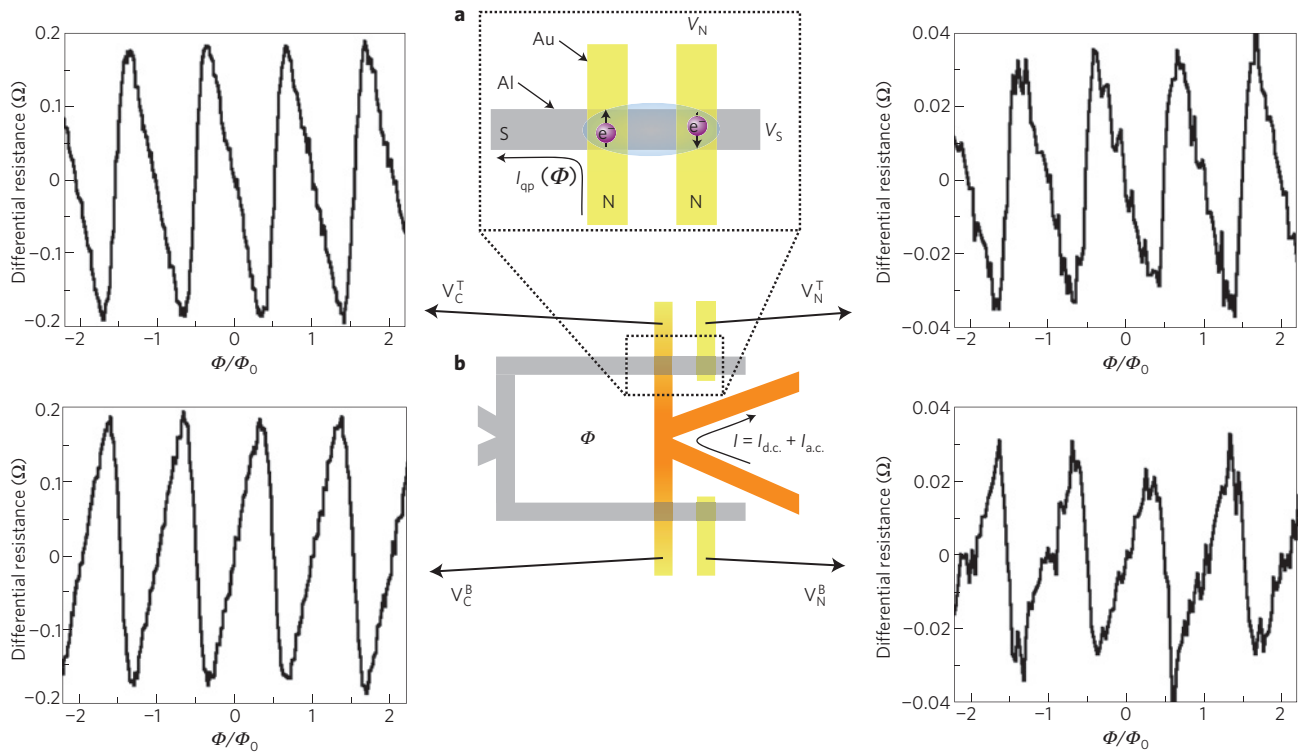 0.2
0.1
0
−0.1
−0.2
Differential resistance (Ω)
−2 −1 0 1 2
Φ/Φ0
a
Au
Al
S
VN
VS
e−
e−
Iqp (Φ)
N
N
0.04
0.02
0
−0.02
−0.04
Differential resistance (Ω)
−2 −1 0 1 2
Φ/Φ0
VCT
VNT
b
Φ
I = Id.c. + Ia.c.
VCB
VNB
0.2
0.1
0
−0.1
−0.2
Differential resistance (Ω)
−2 −1 0 1 2
Φ/Φ0
0.04
0.02
0
−0.02
−0.04
Differential resistance (Ω)
−2 −1 0 1 2
Φ/Φ0